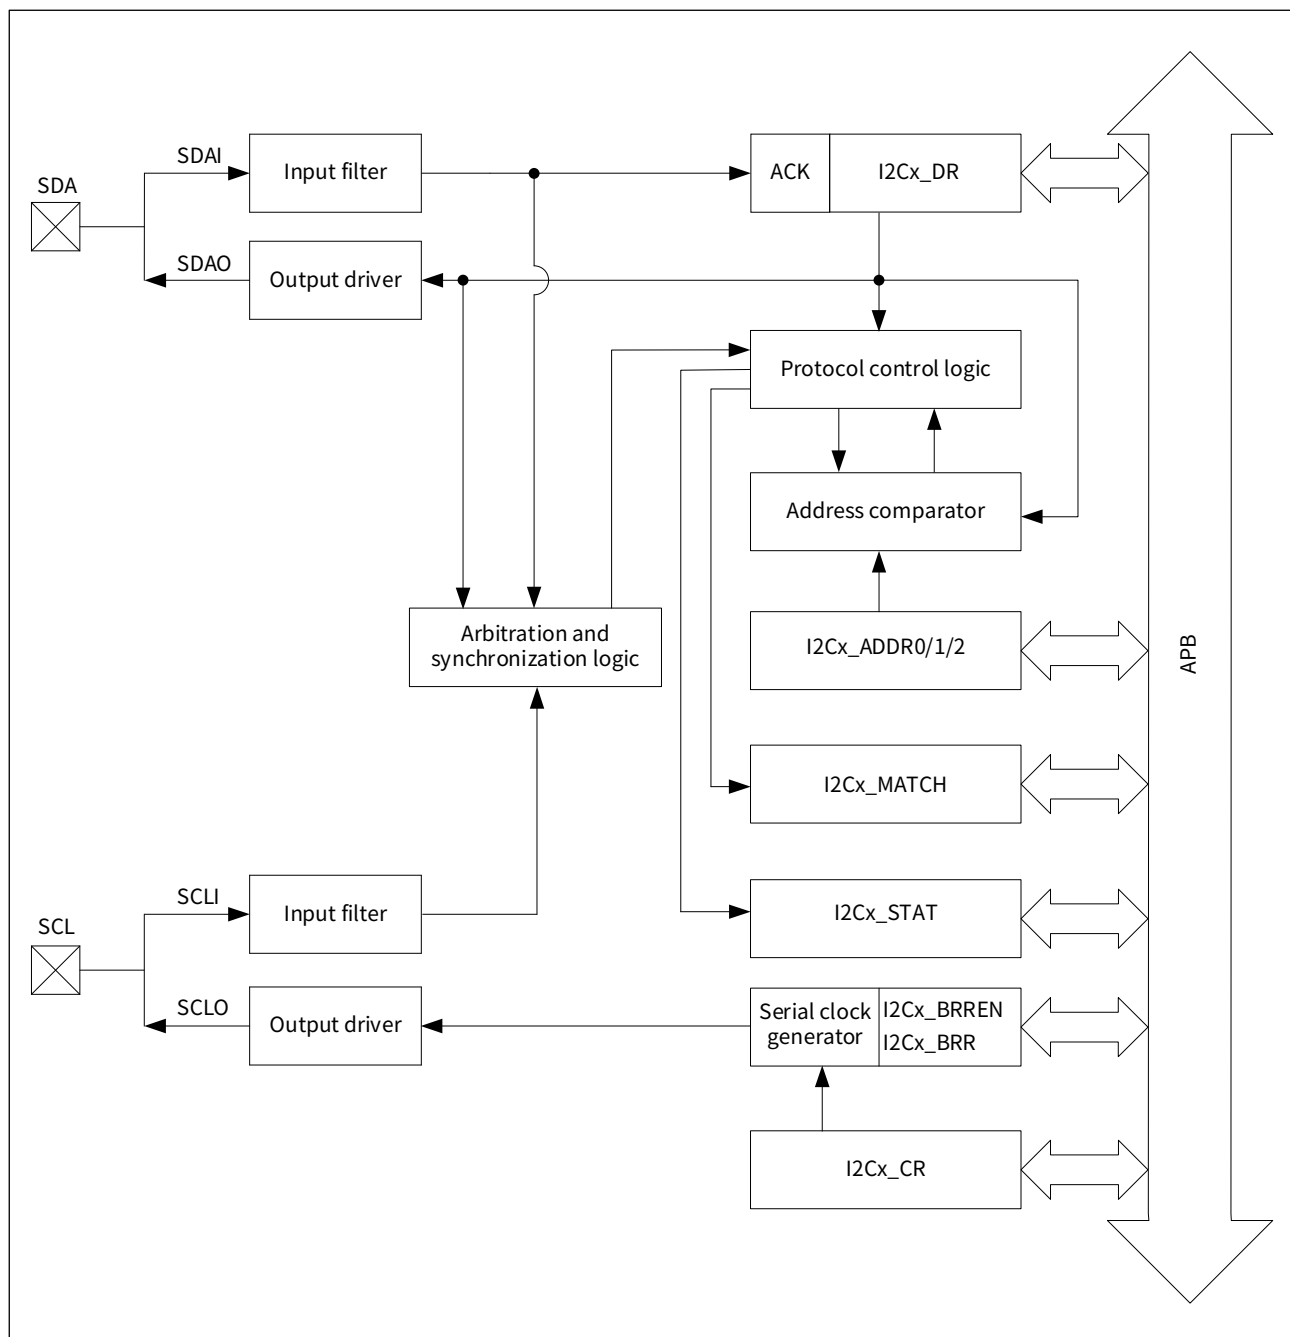 SDAI
Input filter
ACK
I2Cx_DR
SDA
SDAO
Output driver
Protocol control logic
Address comparator
Arbitration and
synchronization logic
I2Cx_ADDR0/1/2
APB
I2Cx_MATCH
SCLI
Input filter
I2Cx_STAT
SCL
SCLO
Output driver
Serial clock
generator
I2Cx_BRREN
I2Cx_BRR
I2Cx_CR